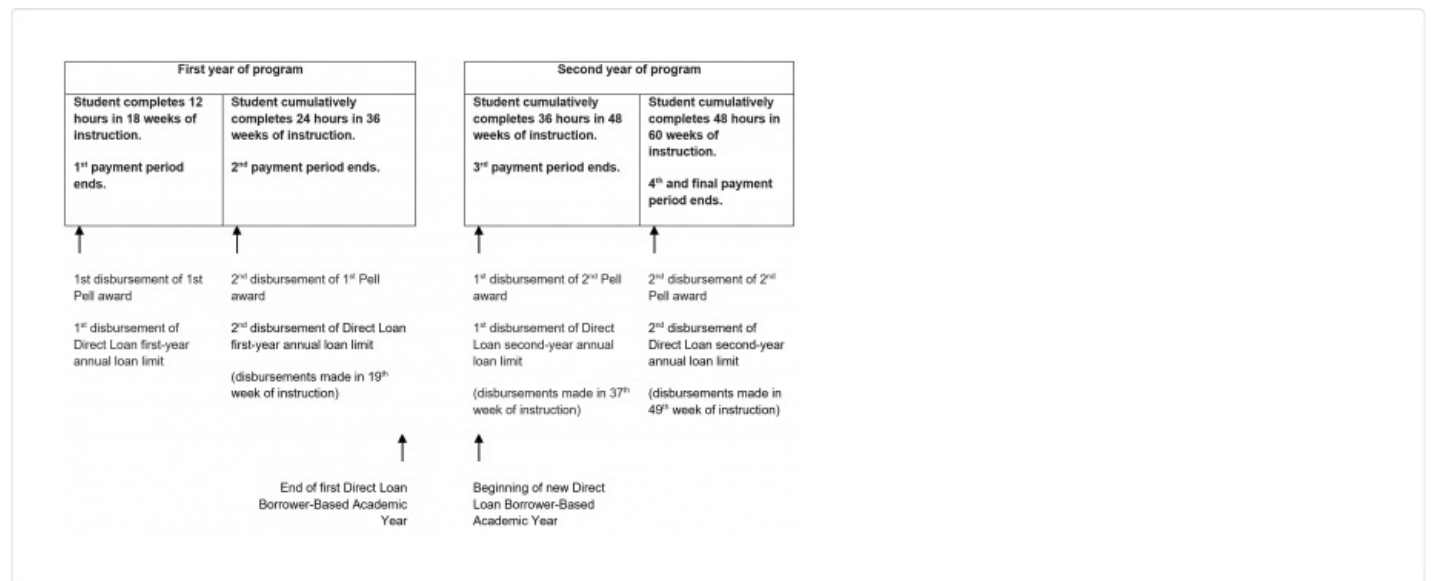 First year of program
Student completes 12
hours in 18 weeks of
instruction.
1st payment period
ends.
Student cumulatively
completes 24 hours in 36
weeks of instruction.
2nd payment period ends.
Second year of program
Student cumulatively
completes 36 hours in 48
weeks of instruction.
3rd payment period ends.
Student cumulatively
completes 48 hours in
60 weeks of
instruction.
4th and final payment
period ends.
1st disbursement of 1st
Pell award
1st disbursement of
Direct Loan first-year
annual loan limit
2nd disbursement of 1st Pell
award
2nd disbursement of Direct Loan
first-year annual loan limit
(disbursements made in 19th
week of instruction)
1st disbursement of 2nd Pell
award
1st disbursement of Direct
Loan second-year annual
loan limit
(disbursements made in 37th
week of instruction)
2nd disbursement of 2nd
Pell award
2nd disbursement of
Direct Loan second-year
annual loan limit
(disbursements made in
49th week of instruction)
End of first Direct Loan
Borrower-Based Academic
Year
Beginning of new Direct
Loan Borrower-Based
Academic Year